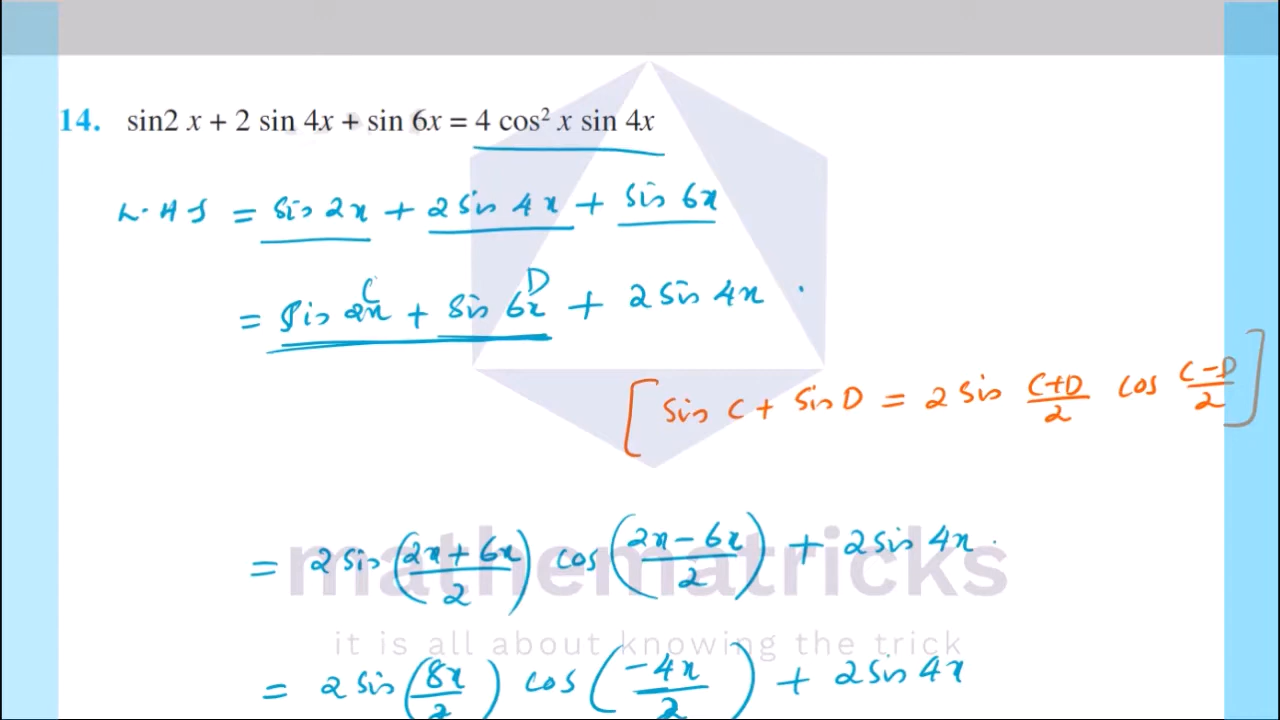 14. sin2 x + 2 sin 4x + sin 6x = 4 cos² x sin 4x
L.H.S = sin 2x + 2 sin 4x + sin 6x
C D
= sin 2x + sin 6x + 2 sin 4x .
[sin C + sin D = 2 sin (C+D)/2 cos (C-D)/2]
= 2 sin((2x + 6x)/2) cos((2x - 6x)/2) + 2 sin 4x .
mathematricks
it is all about knowing the trick
= 2 sin(8x/2) cos(-4x/2) + 2 sin 4x